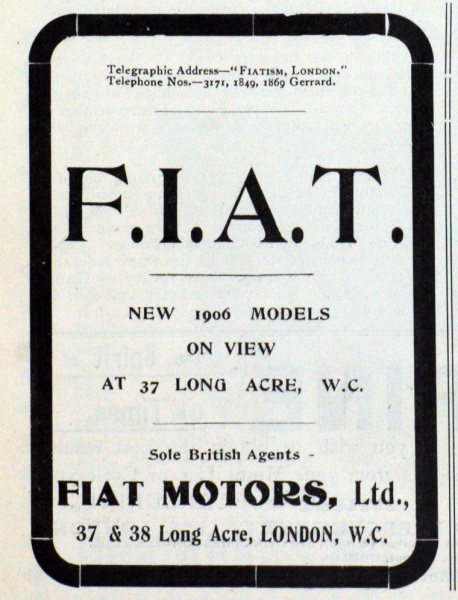 Telegraphic Address—"Fiatism, London."
Telephone Nos.—3171, 1849, 1869 Gerrard.
F.I.A.T.
NEW 1906 MODELS
ON VIEW
AT 37 LONG ACRE, W.C.
Sole British Agents -
FIAT MOTORS, Ltd.,
37 & 38 Long Acre, LONDON, W.C.